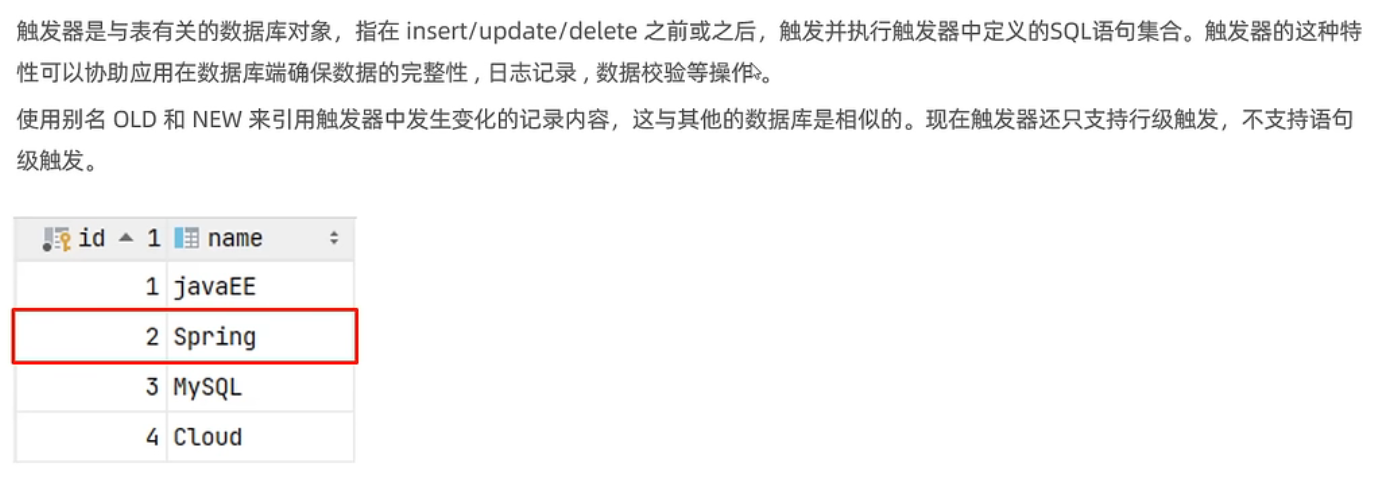 触发器是与表有关的数据库对象，指在 insert/update/delete 之前或之后，触发并执行触发器中定义的SQL语句集合。触发器的这种特
性可以协助应用在数据库端确保数据的完整性 , 日志记录 , 数据校验等操作。
使用别名 OLD 和 NEW 来引用触发器中发生变化的记录内容，这与其他的数据库是相似的。现在触发器还只支持行级触发，不支持语句
级触发。
id 1 name
1 javaEE
2 Spring
3 MySQL
4 Cloud